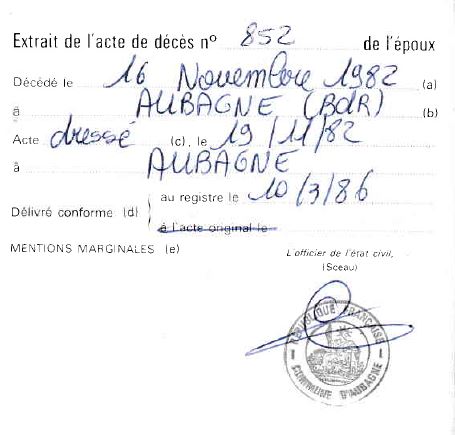 Extrait de l'acte de décès nº 852 de l'époux
Décédé le 16 Novembre 1982 (a)
à AUBAGNE (BdR) (b)
Acte dressé (c), le 19/11/82
à AUBAGNE
au registre le 10/3/86
Délivré conforme (d)
à l'acte original le
MENTIONS MARGINALES (e)
L'officier de l'état civil,
(Sceau)
RÉPUBLIQUE FRANÇAISE
COMMUNE D'AUBAGNE